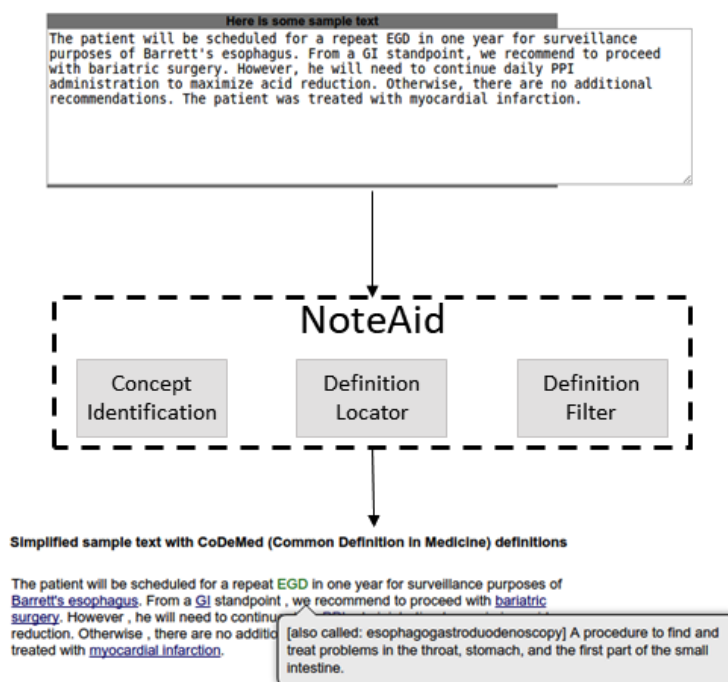 Here is some sample text
The patient will be scheduled for a repeat EGD in one year for surveillance
purposes of Barrett's esophagus. From a GI standpoint, we recommend to proceed
with bariatric surgery. However, he will need to continue daily PPI
administration to maximize acid reduction. Otherwise, there are no additional
recommendations. The patient was treated with myocardial infarction.
NoteAid
Concept
Identification
Definition
Locator
Definition
Filter
Simplified sample text with CoDeMed (Common Definition in Medicine) definitions
The patient will be scheduled for a repeat EGD in one year for surveillance purposes of
Barrett's esophagus. From a GI standpoint , we recommend to proceed with bariatric
surgery. However , he will need to
reduction. Otherwise , there are no
treated with myocardial infarction.
[also called: esophagogastroduodenoscopy] A procedure to find and
treat problems in the throat, stomach, and the first part of the small
intestine.